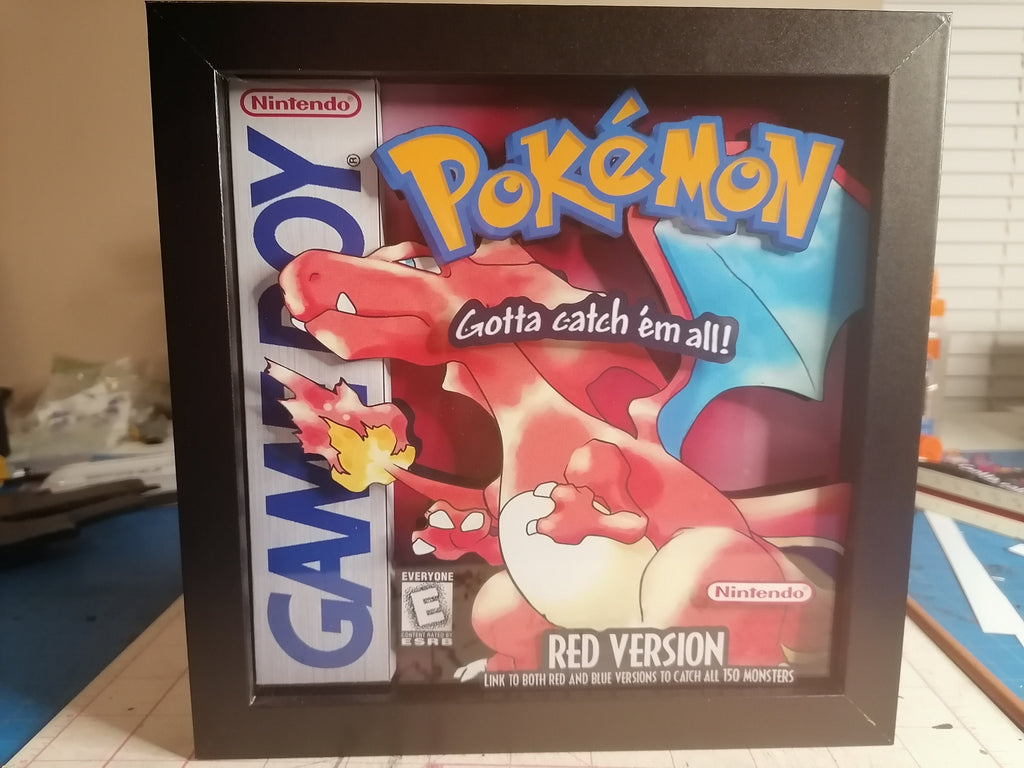 Nintendo
GAME BOY
®
POKéMON
Gotta catch 'em all!
EVERYONE
E
CONTENT RATED BY
ESRB
Nintendo
RED VERSION
LINK TO BOTH RED AND BLUE VERSIONS TO CATCH ALL 150 MONSTERS